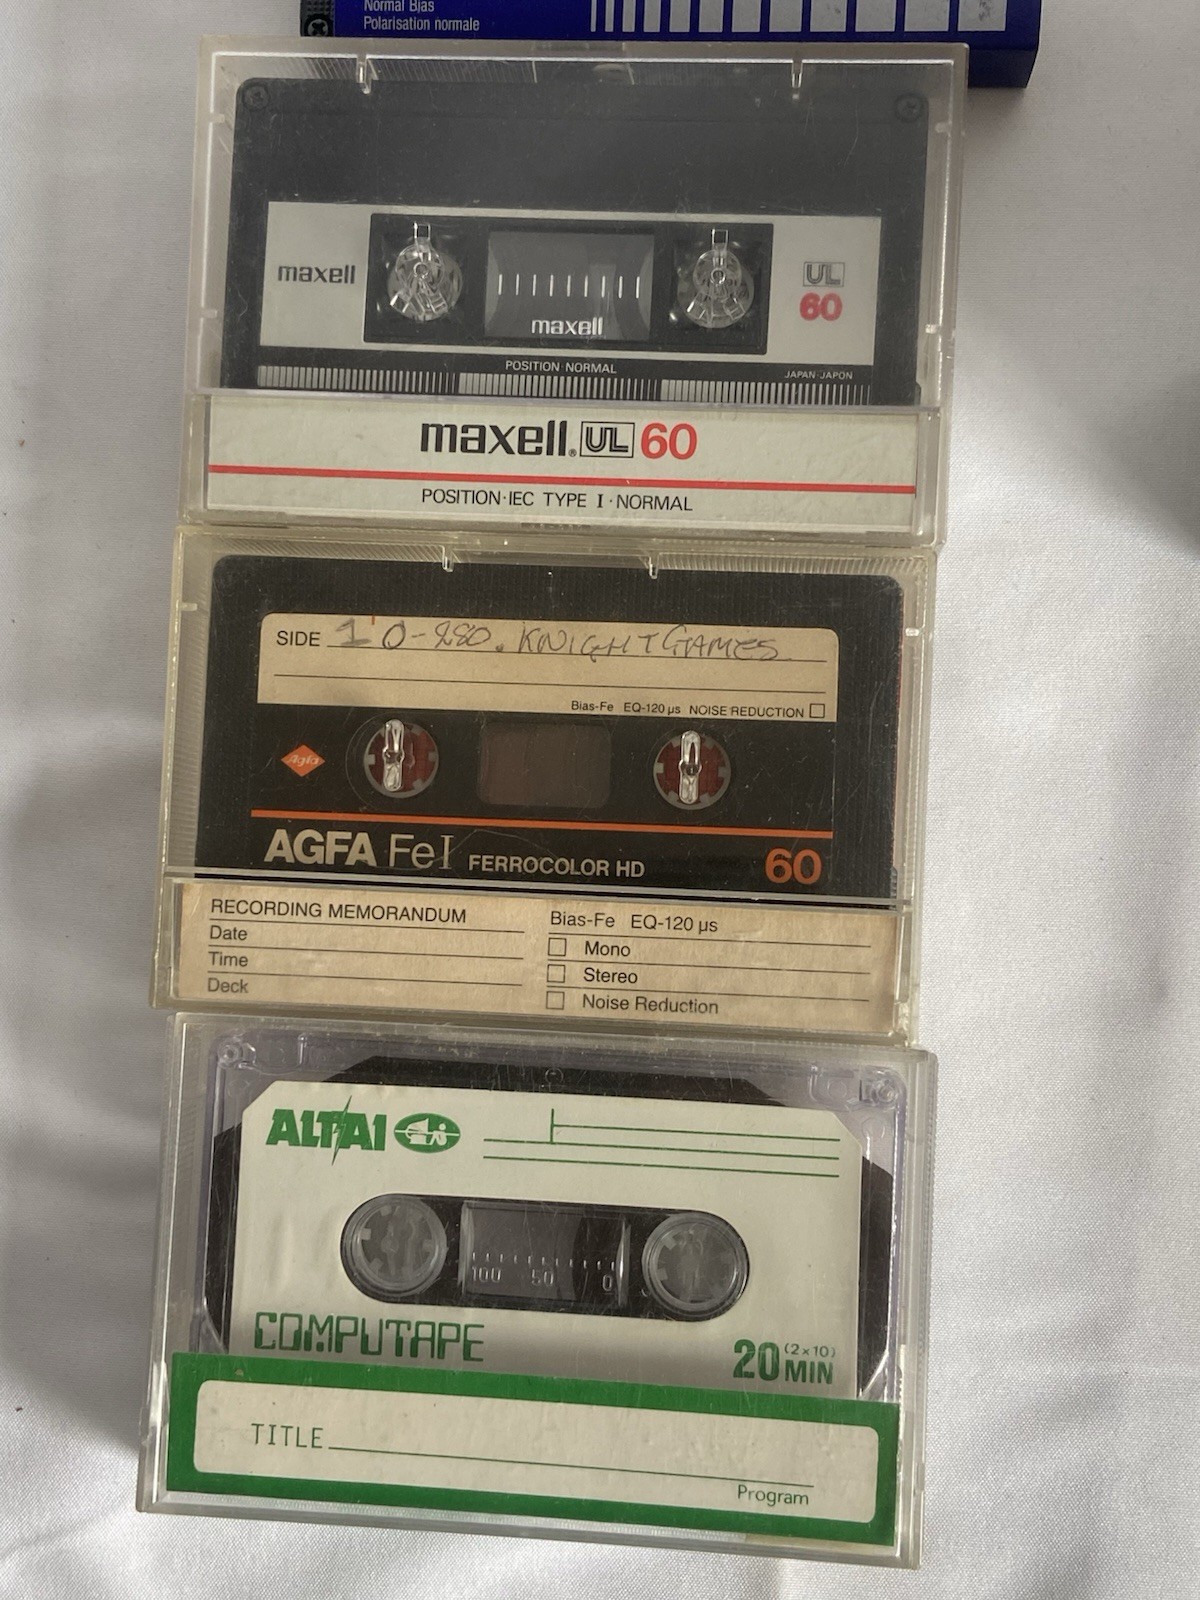 Normal Bias
Polarisation normale
maxell
UL
60
maxell
POSITION·NORMAL
JAPAN·JAPON
maxell® UL 60
POSITION·IEC TYPE I·NORMAL
SIDE 1 0-280. KNIGHT GAMES
Bias-Fe EQ-120 µs NOISE REDUCTION
Agfa
AGFA FeI FERROCOLOR HD 60
RECORDING MEMORANDUM
Date
Time
Deck
Bias-Fe EQ-120 µs
Mono
Stereo
Noise Reduction
ALTAI
100 50 0
COMPUTAPE
20 MIN (2x10)
TITLE
Program